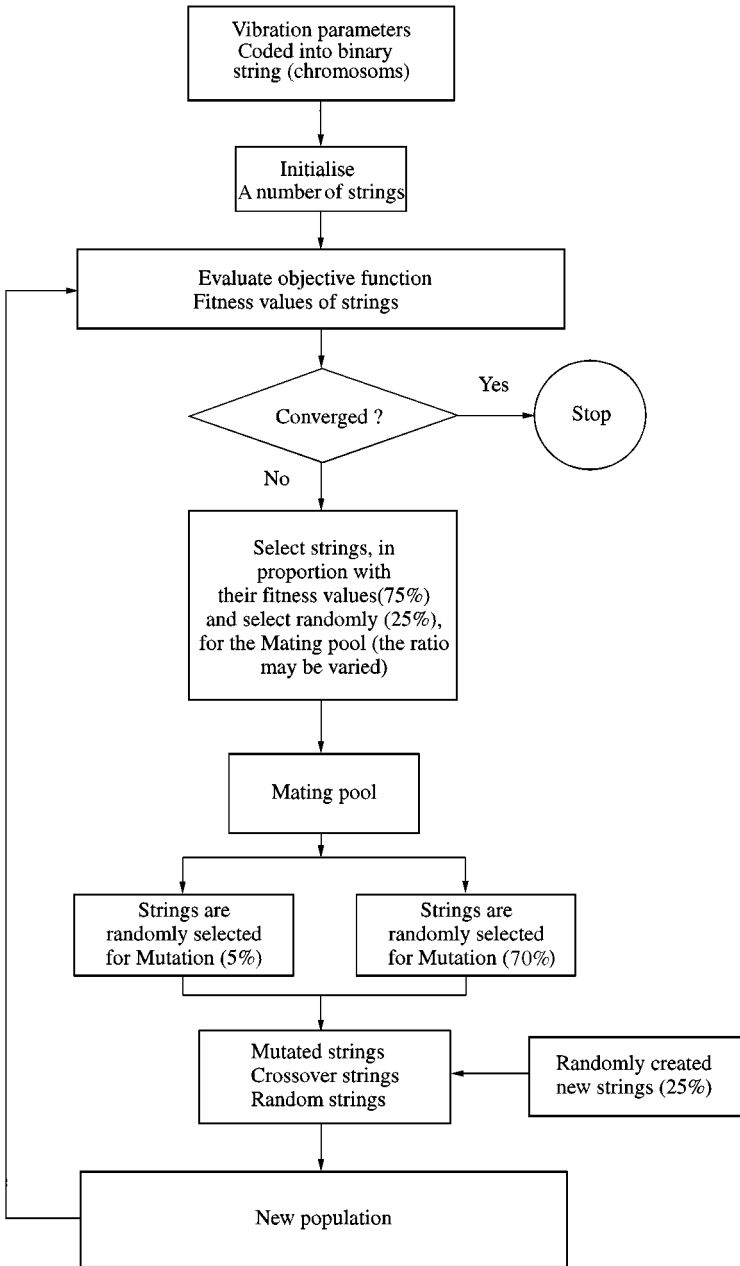 Vibration parameters
Coded into binary
string (chromosoms)
Initialise
A number of strings
Evaluate objective function
Fitness values of strings
Converged ?
Yes
Stop
No
Select strings, in
proportion with
their fitness values(75%)
and select randomly (25%),
for the Mating pool (the ratio
may be varied)
Mating pool
Strings are
randomly selected
for Mutation (5%)
Strings are
randomly selected
for Mutation (70%)
Mutated strings
Crossover strings
Random strings
Randomly created
new strings (25%)
New population